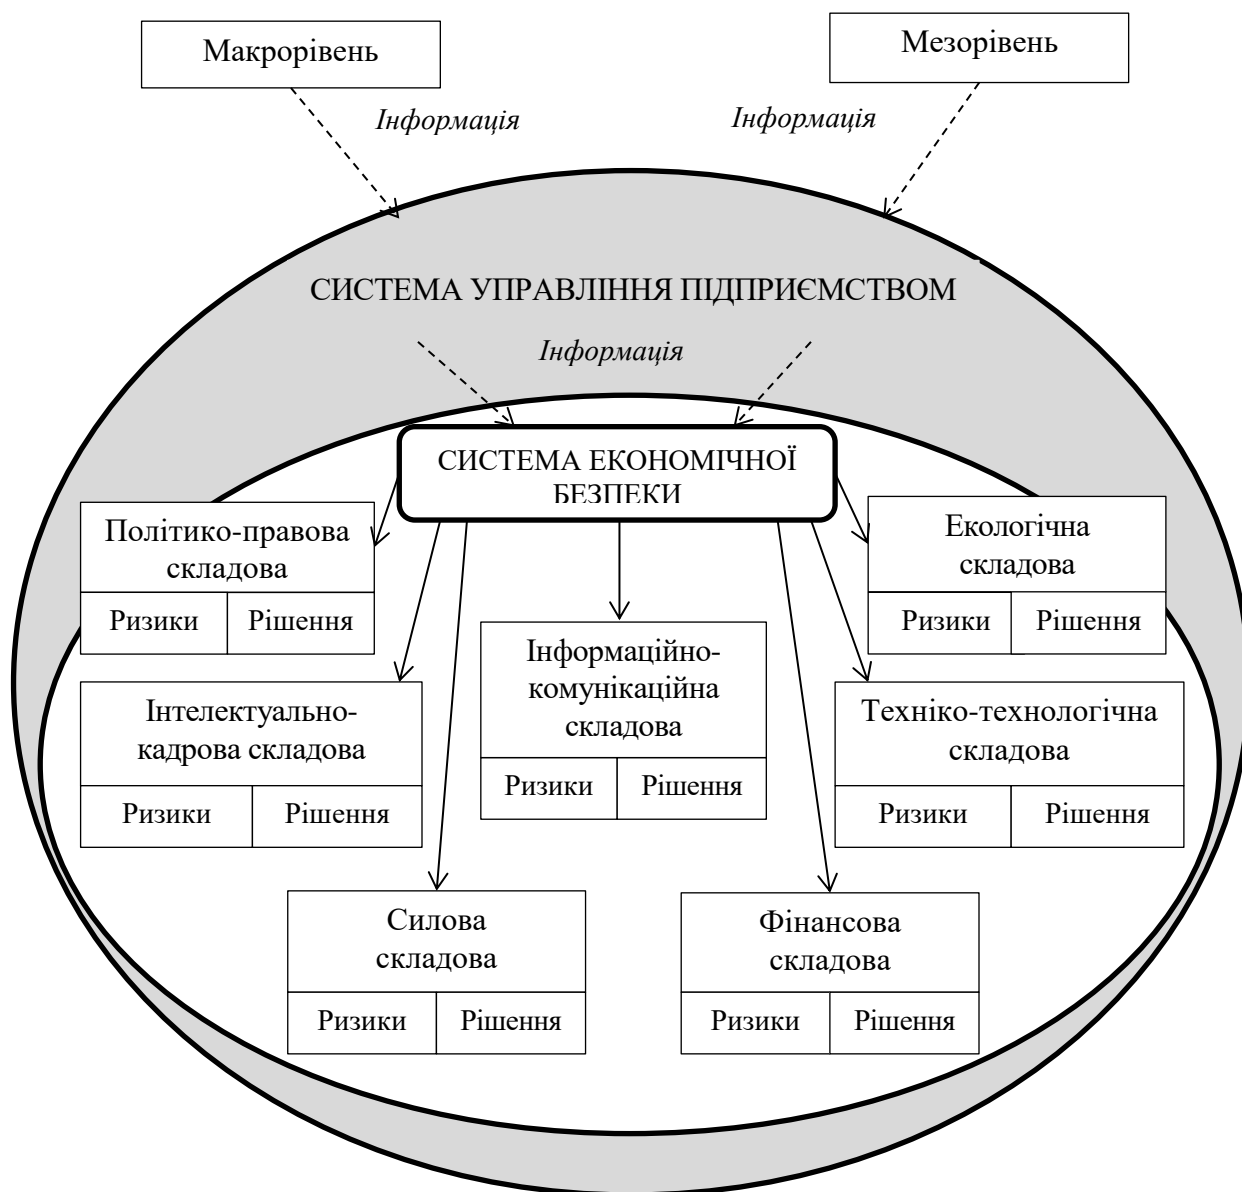 Макрорівень
Мезорівень
Інформація
Інформація
СИСТЕМА УПРАВЛІННЯ ПІДПРИЄМСТВОМ
Інформація
СИСТЕМА ЕКОНОМІЧНОЇ
БЕЗПЕКИ
Політико-правова
складова
Ризики
Рішення
Екологічна
складова
Ризики
Рішення
Інтелектуально-
кадрова складова
Ризики
Рішення
Інформаційно-
комунікаційна
складова
Ризики
Рішення
Техніко-технологічна
складова
Ризики
Рішення
Силова
складова
Ризики
Рішення
Фінансова
складова
Ризики
Рішення